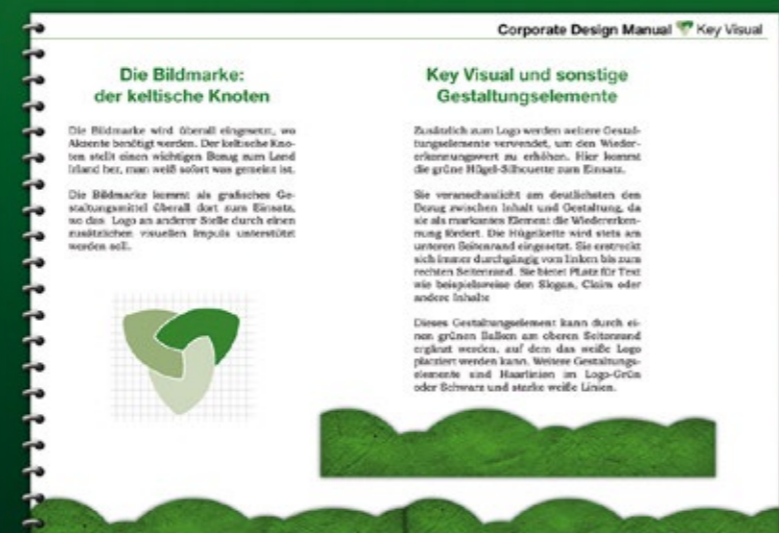 Corporate Design Manual Key Visual
Die Bildmarke:
der keltische Knoten
Die Bildmarke wird überall eingesetzt, wo
Akzente benötigt werden. Der keltische Kno-
ten stellt einen wichtigen Bezug zum Land
Irland her, man weiß sofort was gemeint ist.
Die Bildmarke kommt als grafisches Ge-
staltungsmittel überall dort zum Einsatz,
wo das Logo an anderer Stelle durch einen
zusätzlichen visuellen Impuls unterstützt
werden soll.
Key Visual und sonstige
Gestaltungselemente
Zusätzlich zum Logo werden weitere Gestal-
tungselemente verwendet, um den Wieder-
erkennungswert zu erhöhen. Hier kommt
die grüne Hügel-Silhouette zum Einsatz.
Sie veranschaulicht am deutlichsten den
Bezug zwischen Inhalt und Gestaltung, da
sie als markantes Element die Wiedererken-
nung fördert. Die Hügelkette wird stets am
unteren Seitenrand eingesetzt. Sie erstreckt
sich immer durchgängig vom linken bis zum
rechten Seitenrand. Sie bietet Platz für Text
wie beispielsweise den Slogan, Claim oder
andere Inhalte
Dieses Gestaltungselement kann durch ei-
nen grünen Balken am oberen Seitenrand
ergänzt werden, auf dem das weiße Logo
platziert werden kann. Weitere Gestaltungs-
elemente sind Haarlinien im Logo-Grün
oder Schwarz und starke weiße Linien.